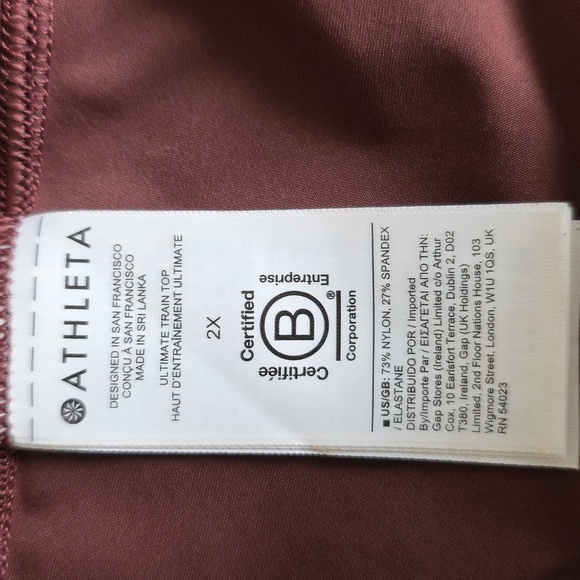 ATHLETA
DESIGNED IN SAN FRANCISCO
CONÇU À SAN FRANCISCO
MADE IN SRI LANKA
ULTIMATE TRAIN TOP
HAUT D'ENTRAÎNEMENT ULTIMATE
2X
Certified
Certifiée
B
®
Entreprise
Corporation
■ US/GB: 73% NYLON, 27% SPANDEX
/ ELASTANE
DISTRIBUIDO POR / Imported
By/Importe Par / ΕΙΣΑΓΕΤΑΙ ΑΠΟ ΤΗΝ:
Gap Stores (Ireland) Limited c/o Arthur
Cox, 10 Earlsfort Terrace, Dublin 2, D02
T380, Ireland, Gap (UK Holdings)
Limited, 2nd Floor Nations House, 103
Wigmore Street, London, W1U 1QS, UK
RN 54023